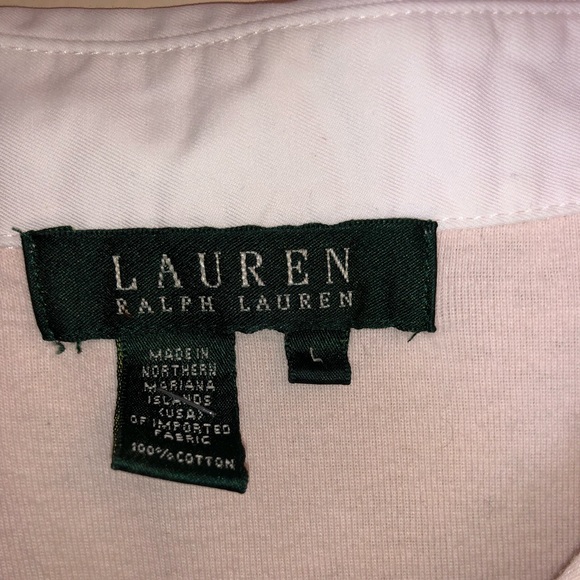 LAUREN
RALPH LAUREN
L
MADE IN
NORTHERN
MARIANA
ISLANDS
(USA)
OF IMPORTED
FABRIC
100% COTTON